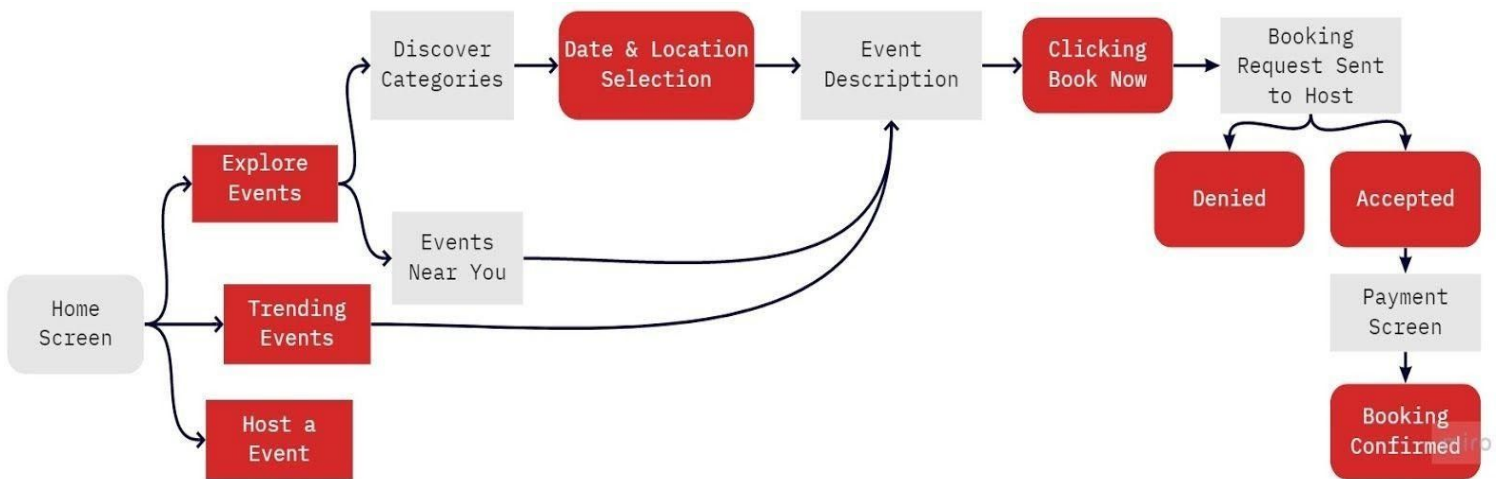 Discover
Categories
Date & Location
Selection
Event
Description
Clicking
Book Now
Booking
Request Sent
to Host
Explore
Events
Denied
Accepted
Events
Near You
Home
Screen
Trending
Events
Payment
Screen
Host a
Event
Booking
Confirmed
miro